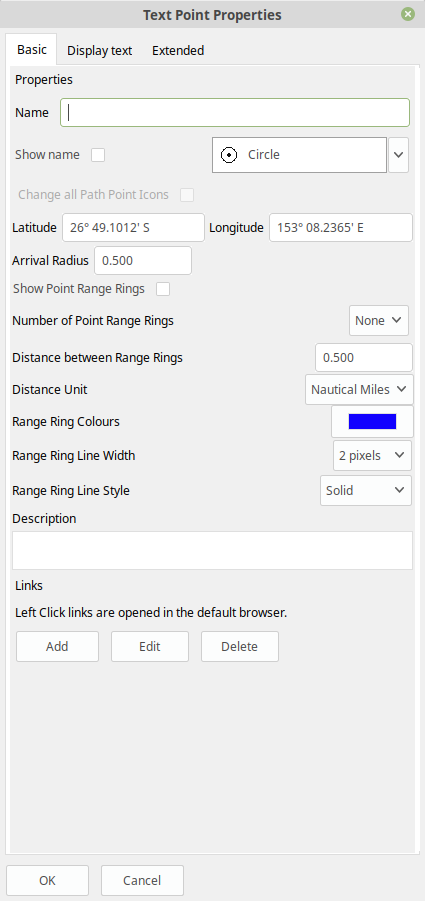 Text Point Properties
Basic Display text Extended
Properties
Name
Show name Circle
Change all Path Point Icons
Latitude 26° 49.1012' S Longitude 153° 08.2365' E
Arrival Radius 0.500
Show Point Range Rings
Number of Point Range Rings None
Distance between Range Rings 0.500
Distance Unit Nautical Miles
Range Ring Colours
Range Ring Line Width 2 pixels
Range Ring Line Style Solid
Description
Links
Left Click links are opened in the default browser.
Add Edit Delete
OK Cancel